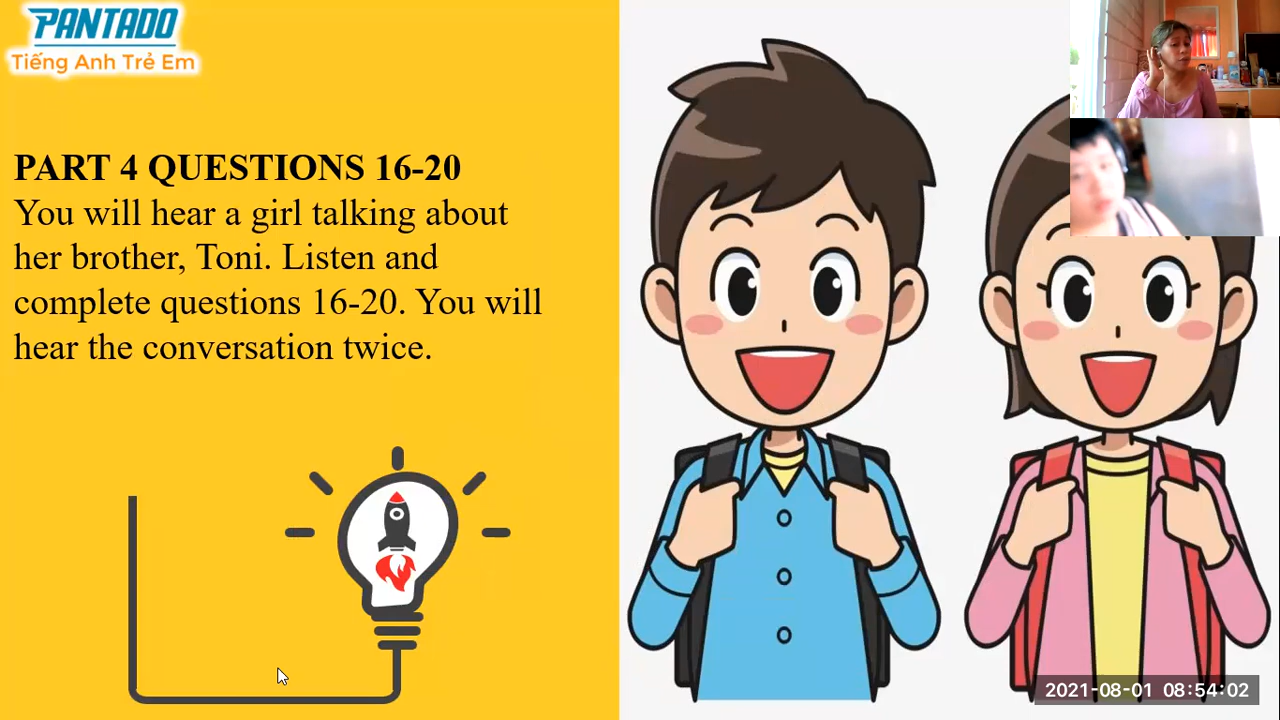 PANTADO
Tiếng Anh Trẻ Em
PART 4 QUESTIONS 16-20
You will hear a girl talking about
her brother, Toni. Listen and
complete questions 16-20. You will
hear the conversation twice.
2021-08-01 08:54:02